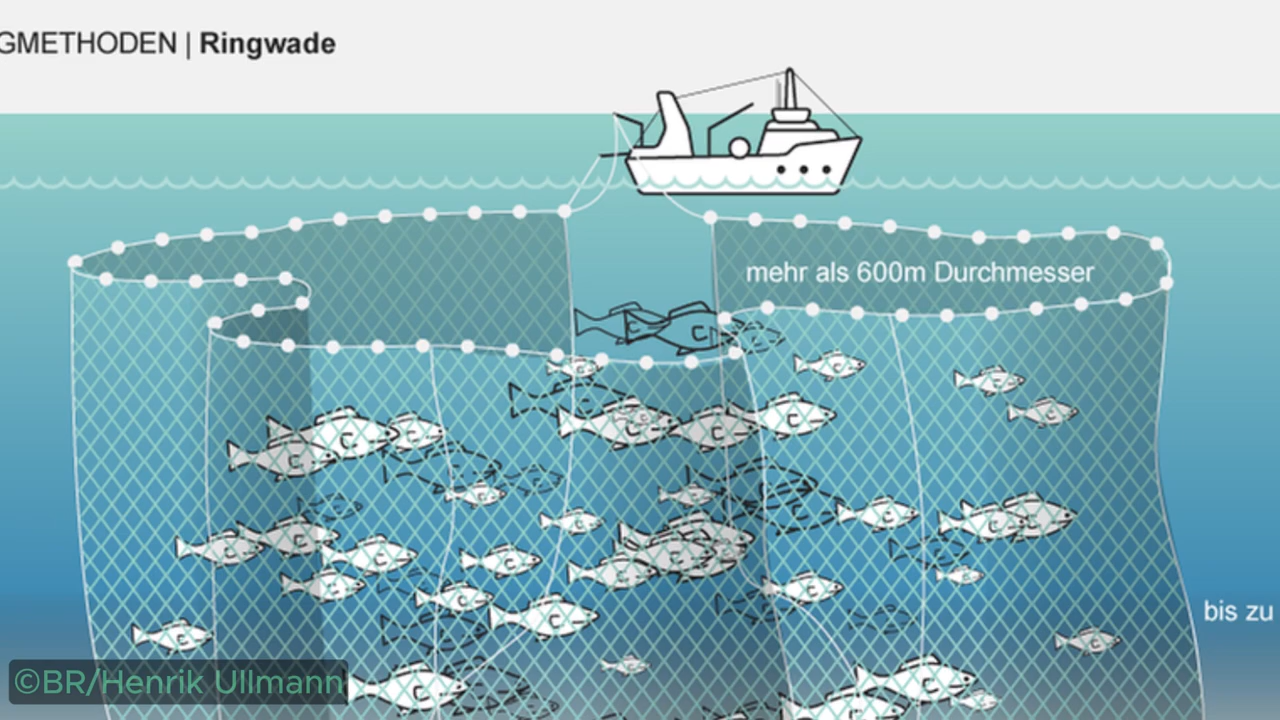 GMETHODEN | Ringwade
mehr als 600m Durchmesser
bis zu
©BR/Henrik Ullmann